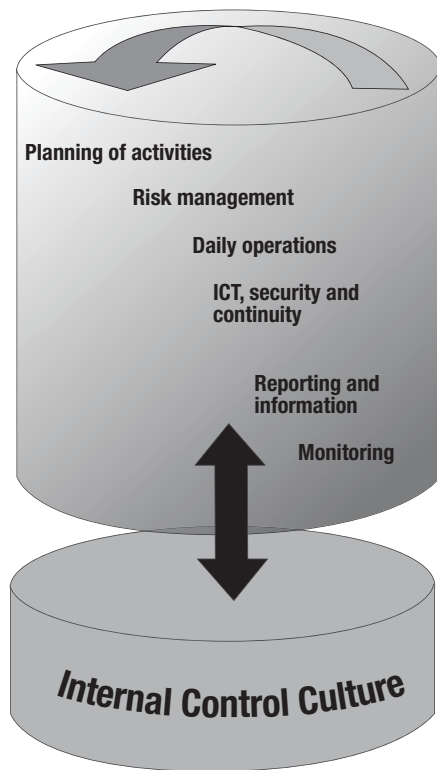 Planning of activities
Risk management
Daily operations
ICT, security and
continuity
Reporting and
information
Monitoring
Internal Control Culture